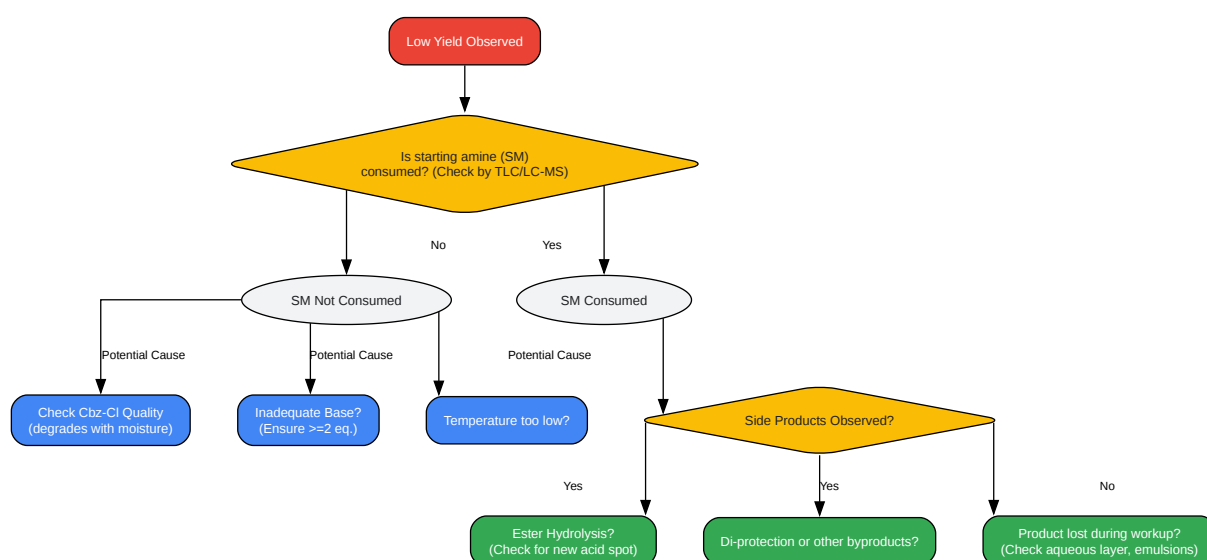 Low Yield Observed
Is starting amine (SM)
consumed? (Check by TLC/LC-MS)
No
Yes
SM Not Consumed
SM Consumed
Potential Cause
Potential Cause
Potential Cause
Check Cbz-Cl Quality
(degrades with moisture)
Inadequate Base?
(Ensure >=2 eq.)
Temperature too low?
Side Products Observed?
Yes
Yes
No
Ester Hydrolysis?
(Check for new acid spot)
Di-protection or other byproducts?
Product lost during workup?
(Check aqueous layer, emulsions)